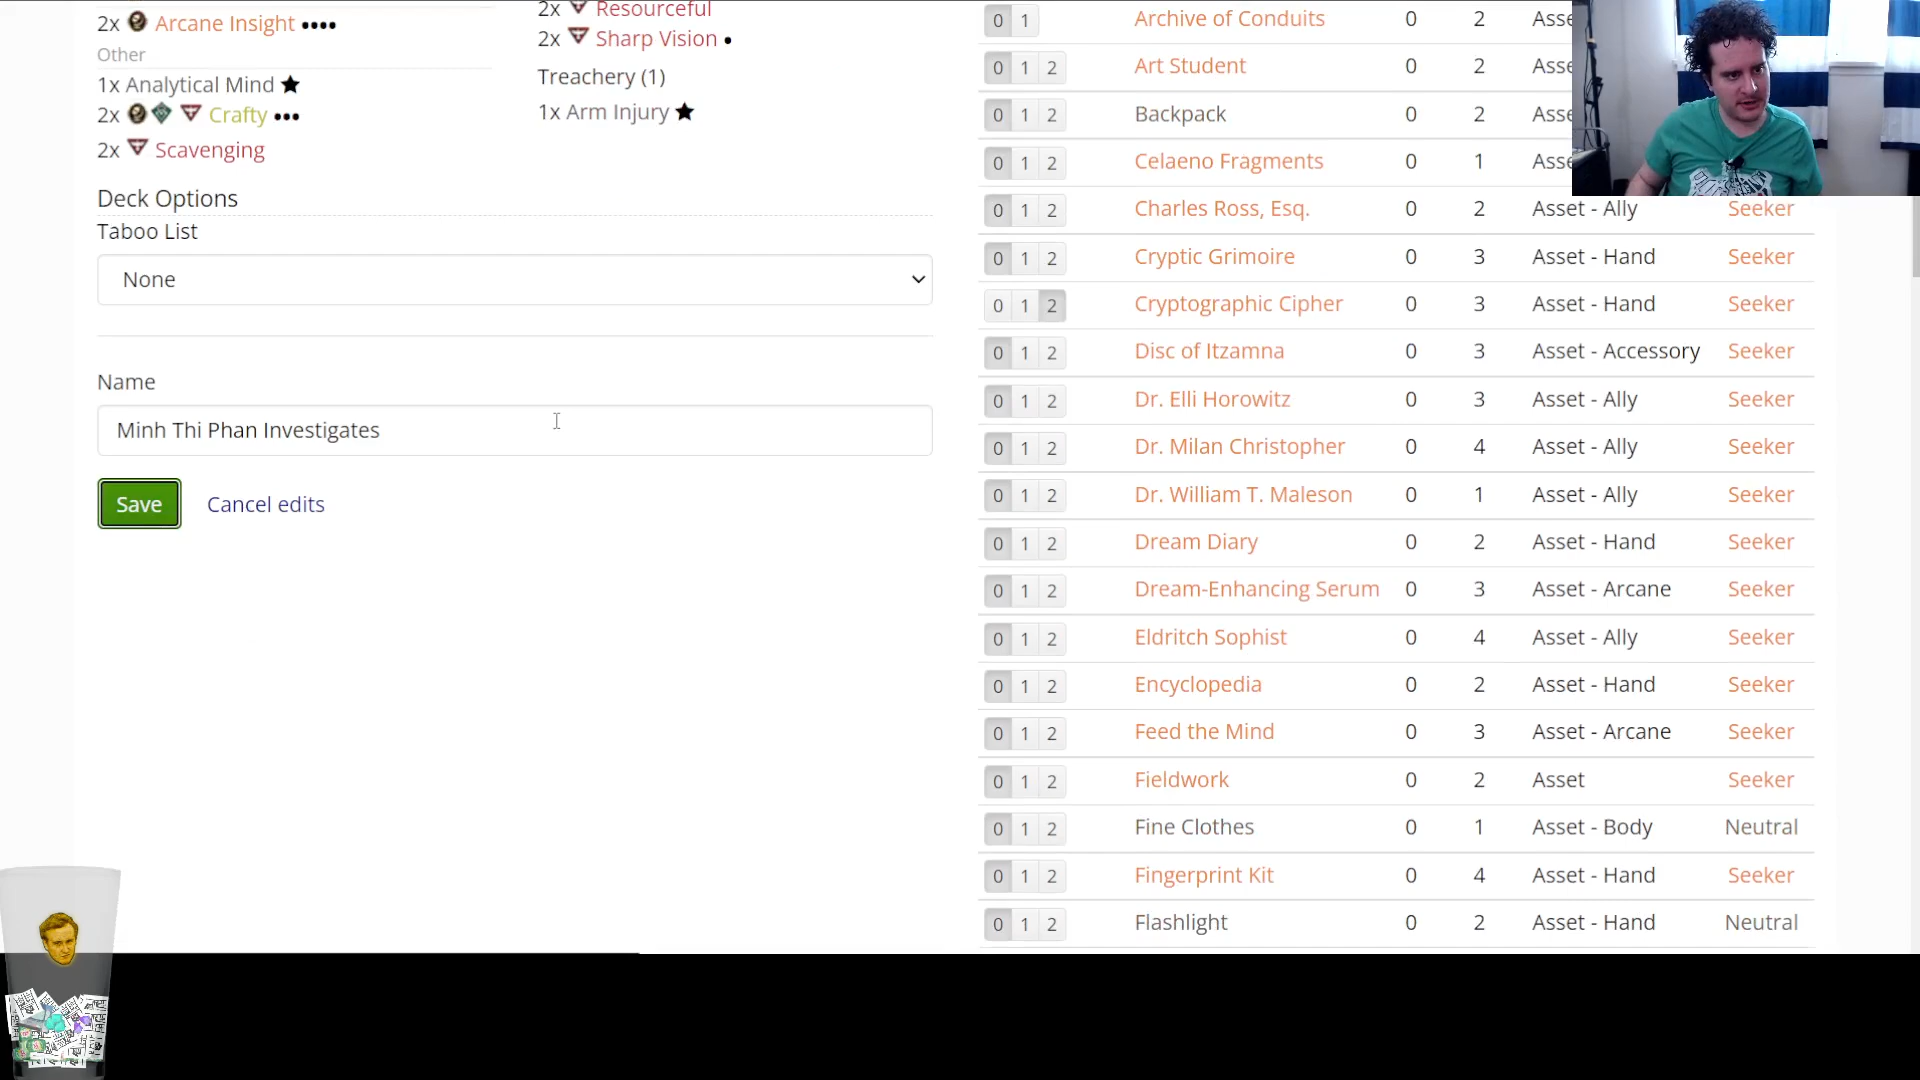 2x Arcane Insight ••••
Other
1x Analytical Mind ★
2x Crafty •••
2x Scavenging
2x Resourceful
2x Sharp Vision •
Treachery (1)
1x Arm Injury ★
Deck Options
Taboo List
None
Name
Minh Thi Phan Investigates
Save Cancel edits
0 1 Archive of Conduits 0 2 Asse
0 1 2 Art Student 0 2 Asse
0 1 2 Backpack 0 2 Asse
0 1 2 Celaeno Fragments 0 1 Asse
0 1 2 Charles Ross, Esq. 0 2 Asset - Ally Seeker
0 1 2 Cryptic Grimoire 0 3 Asset - Hand Seeker
0 1 2 Cryptographic Cipher 0 3 Asset - Hand Seeker
0 1 2 Disc of Itzamna 0 3 Asset - Accessory Seeker
0 1 2 Dr. Elli Horowitz 0 3 Asset - Ally Seeker
0 1 2 Dr. Milan Christopher 0 4 Asset - Ally Seeker
0 1 2 Dr. William T. Maleson 0 1 Asset - Ally Seeker
0 1 2 Dream Diary 0 2 Asset - Hand Seeker
0 1 2 Dream-Enhancing Serum 0 3 Asset - Arcane Seeker
0 1 2 Eldritch Sophist 0 4 Asset - Ally Seeker
0 1 2 Encyclopedia 0 2 Asset - Hand Seeker
0 1 2 Feed the Mind 0 3 Asset - Arcane Seeker
0 1 2 Fieldwork 0 2 Asset Seeker
0 1 2 Fine Clothes 0 1 Asset - Body Neutral
0 1 2 Fingerprint Kit 0 4 Asset - Hand Seeker
0 1 2 Flashlight 0 2 Asset - Hand Neutral